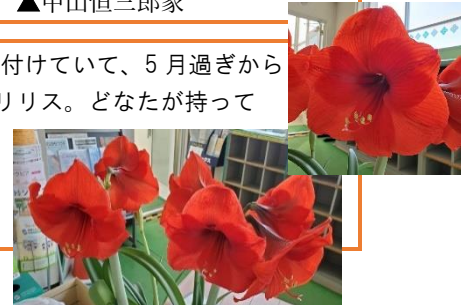 ▲中山恒三郎家
付けていて、5月過ぎから
リリス。どなたが持って